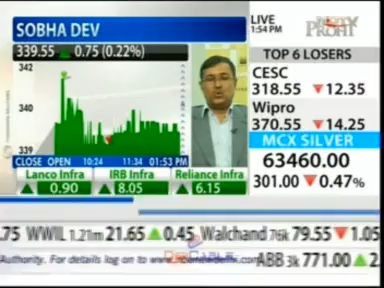 SOBHA DEV
339.55 ▲ 0.75 (0.22%)
342
340
339
CLOSE OPEN 10:24 11:34 01:53 PM
Lanco Infra IRB Infra Reliance Infra
▲ 0.90 ▲ 8.05 ▲ 6.15
LIVE
1:54 PM
PROFIT
TOP 6 LOSERS
CESC
318.55 ▼ 12.35
Wipro
370.55 ▼ 14.25
MCX SILVER
63460.00
301.00 ▼ 0.47%
.75 WWIL 1.21m 21.65 ▲ 0.45 Walchand 76k 79.55 ▼ 1.05
Authority. For details log on to ABB 3k 771.00 ▲ 2